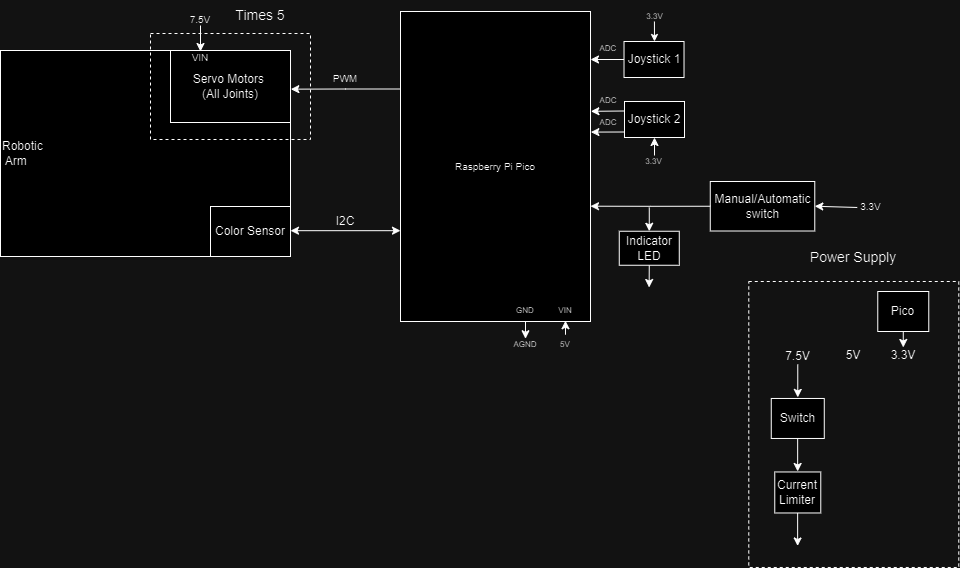 Times 5
7.5V
VIN
Servo Motors
(All Joints)
Robotic
Arm
Color Sensor
PWM
I2C
Raspberry Pi Pico
GND
VIN
AGND
5V
3.3V
ADC
Joystick 1
ADC
ADC
Joystick 2
3.3V
Manual/Automatic
switch
3.3V
Indicator
LED
Power Supply
Pico
7.5V
5V
3.3V
Switch
Current
Limiter